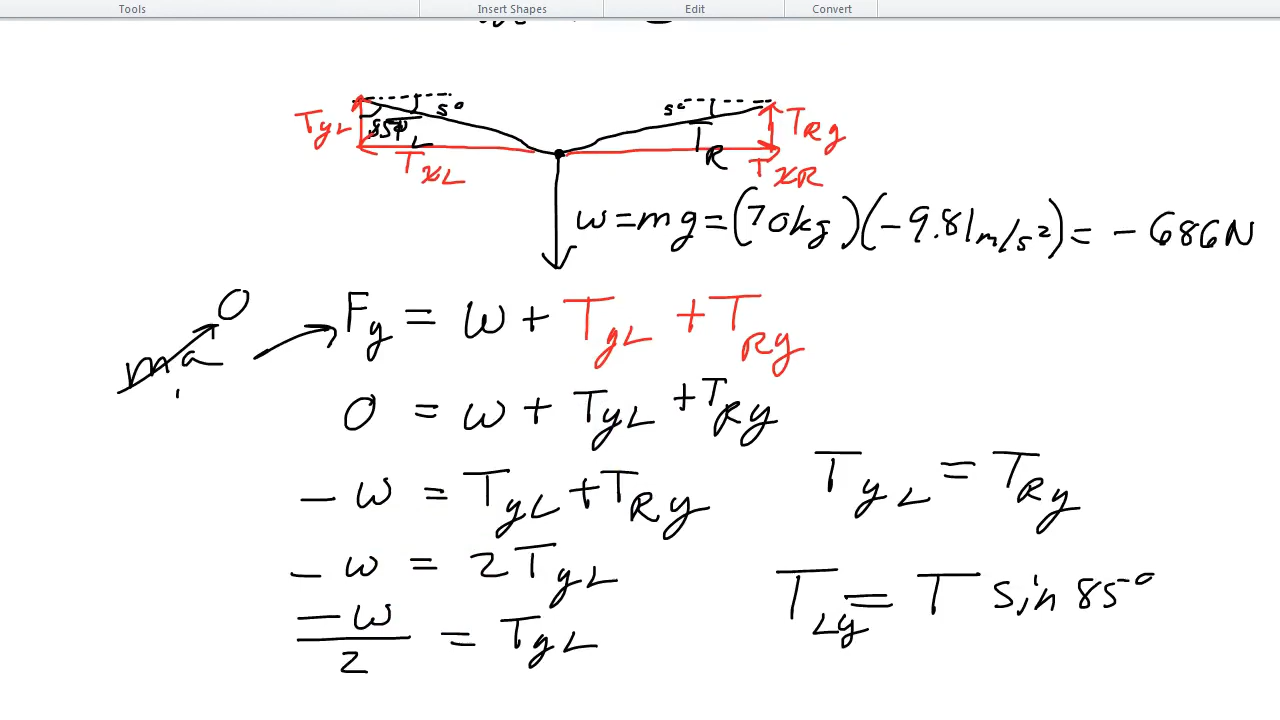 Tools Insert Shapes Edit Convert
5° 5°
TyL 85° TL TR TRy
TxL TxR
w = mg = (70kg)(-9.81m/s²) = -686N
0
ma Fy = w + TyL + TRy
0 = w + TyL + TRy
-w = TyL + TRy TyL = TRy
-w = 2TyL
TLy = T sin 85°
-w/2 = TyL